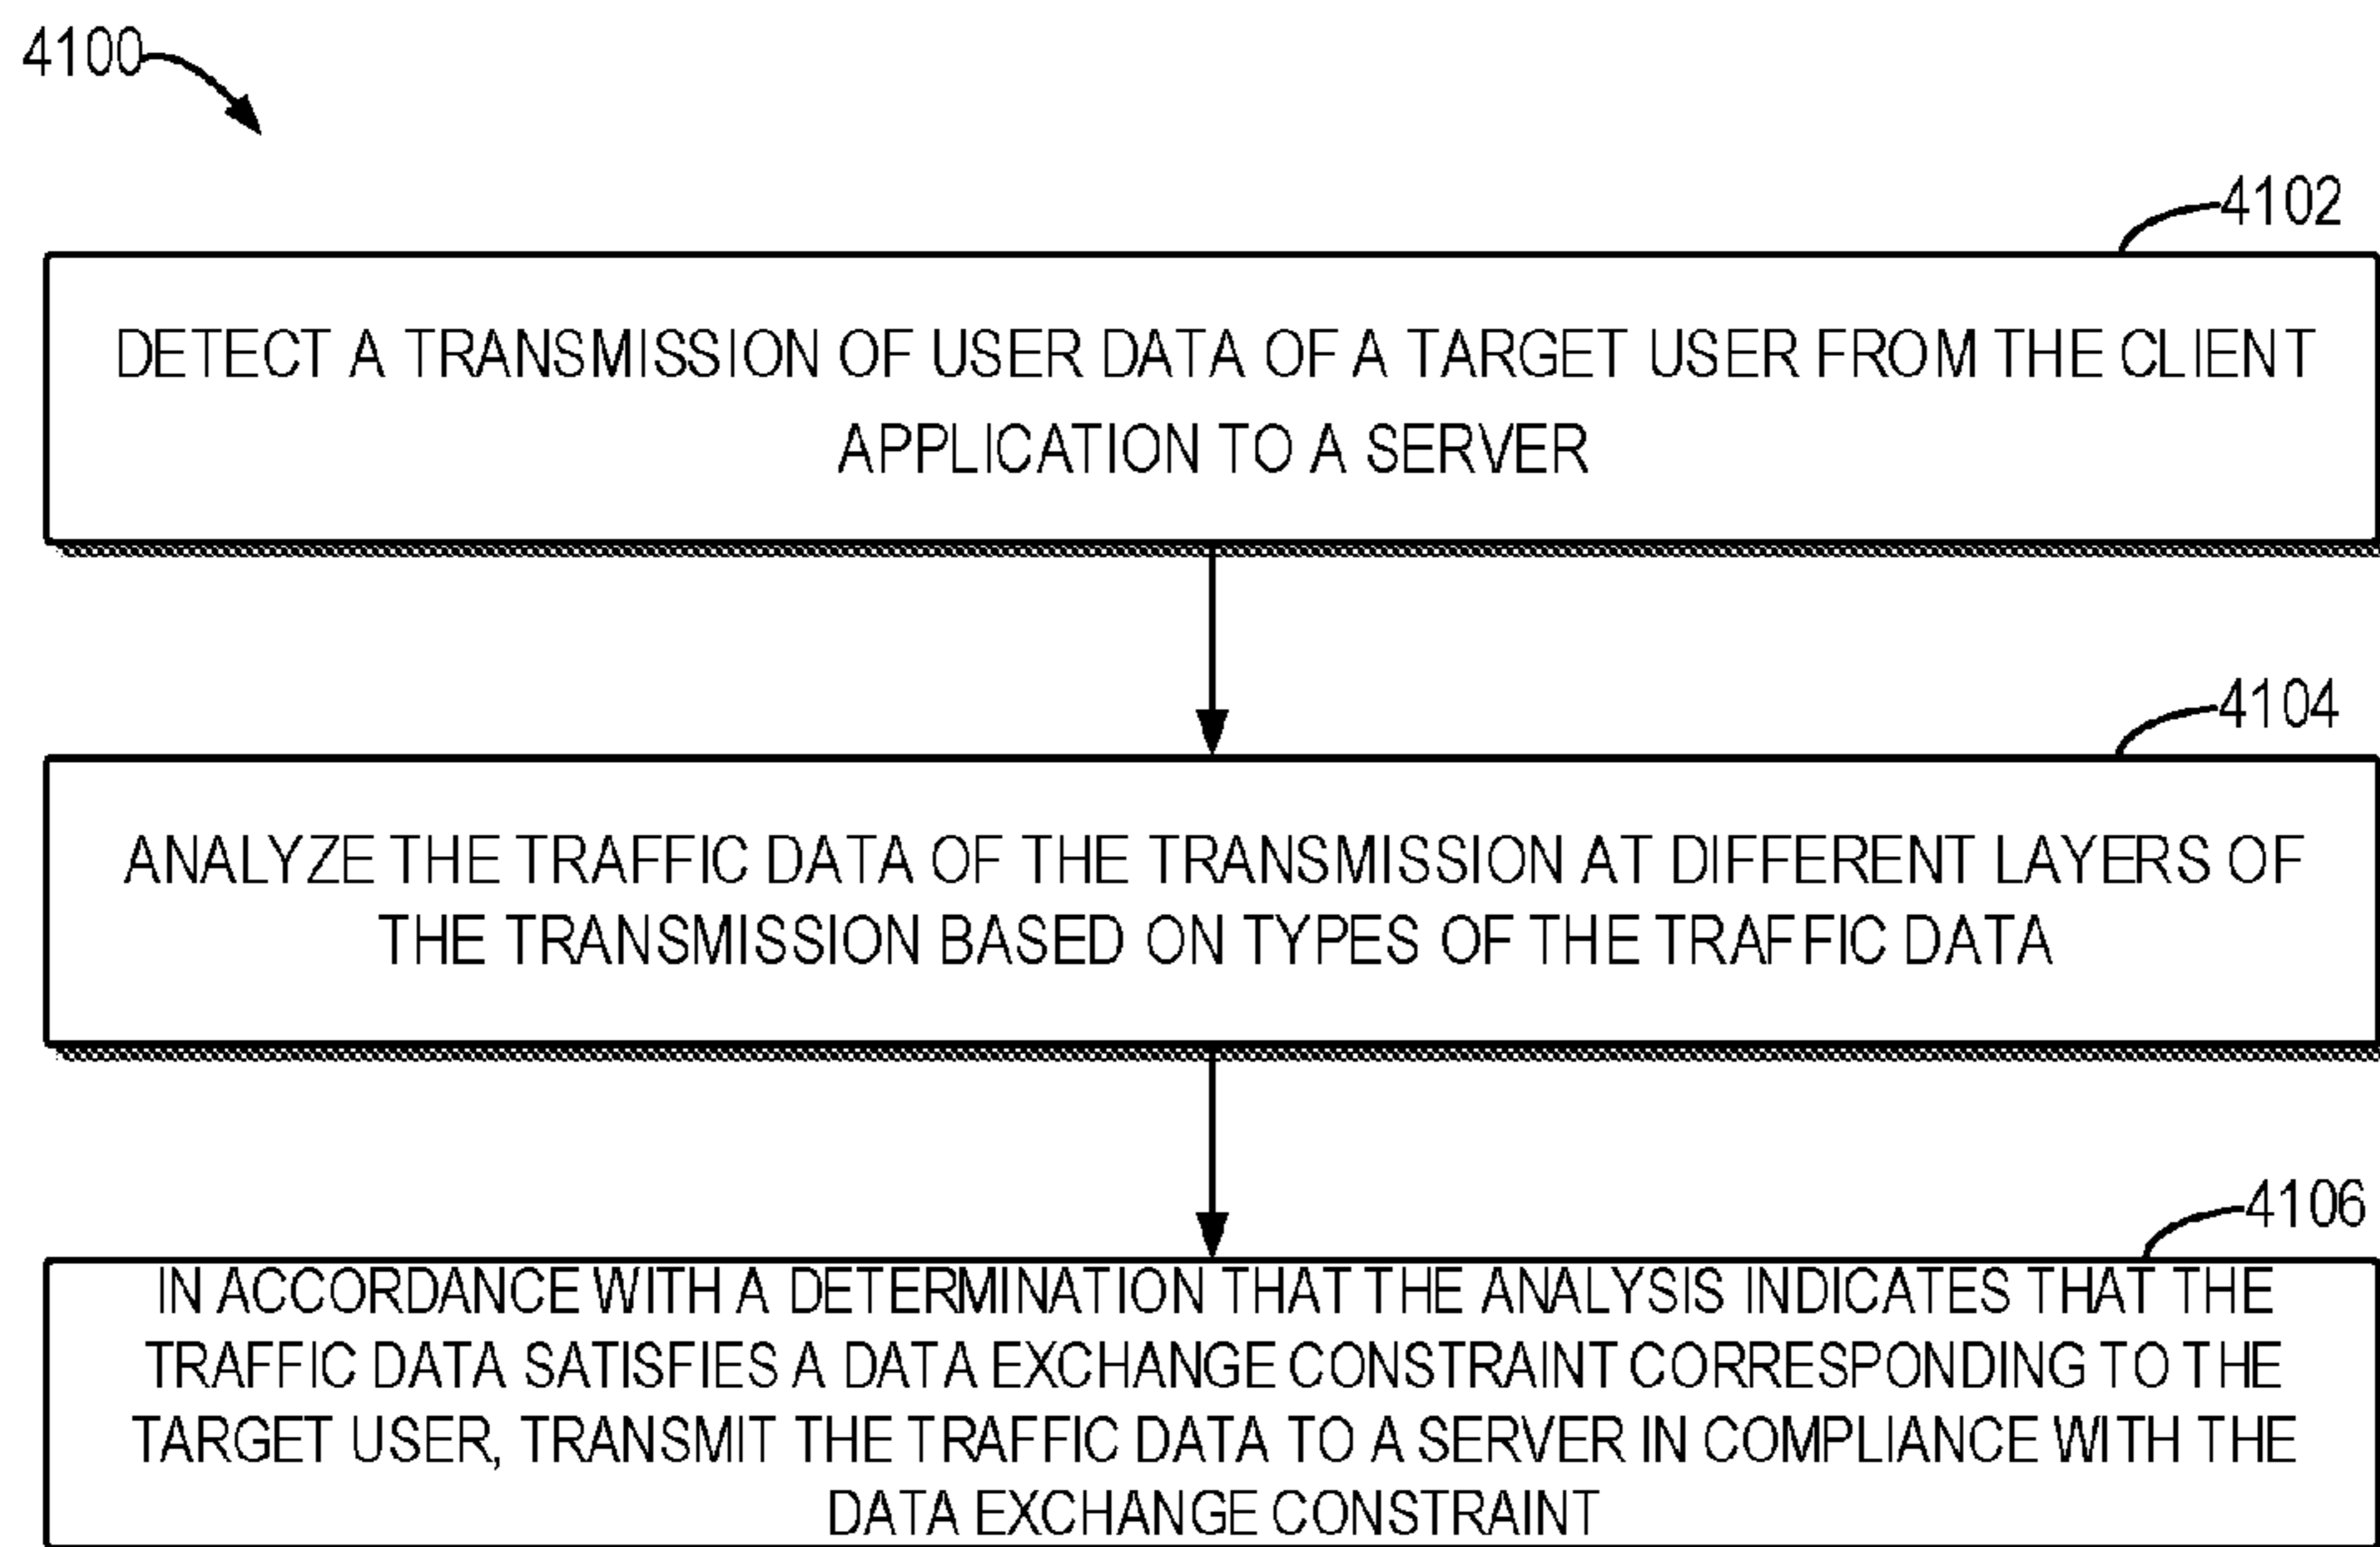 4100
4102
DETECT A TRANSMISSION OF USER DATA OF A TARGET USER FROM THE CLIENT
APPLICATION TO A SERVER
4104
ANALYZE THE TRAFFIC DATA OF THE TRANSMISSION AT DIFFERENT LAYERS OF
THE TRANSMISSION BASED ON TYPES OF THE TRAFFIC DATA
4106
IN ACCORDANCE WITH A DETERMINATION THAT THE ANALYSIS INDICATES THAT THE
TRAFFIC DATA SATISFIES A DATA EXCHANGE CONSTRAINT CORRESPONDING TO THE
TARGET USER, TRANSMIT THE TRAFFIC DATA TO A SERVER IN COMPLIANCE WITH THE
DATA EXCHANGE CONSTRAINT